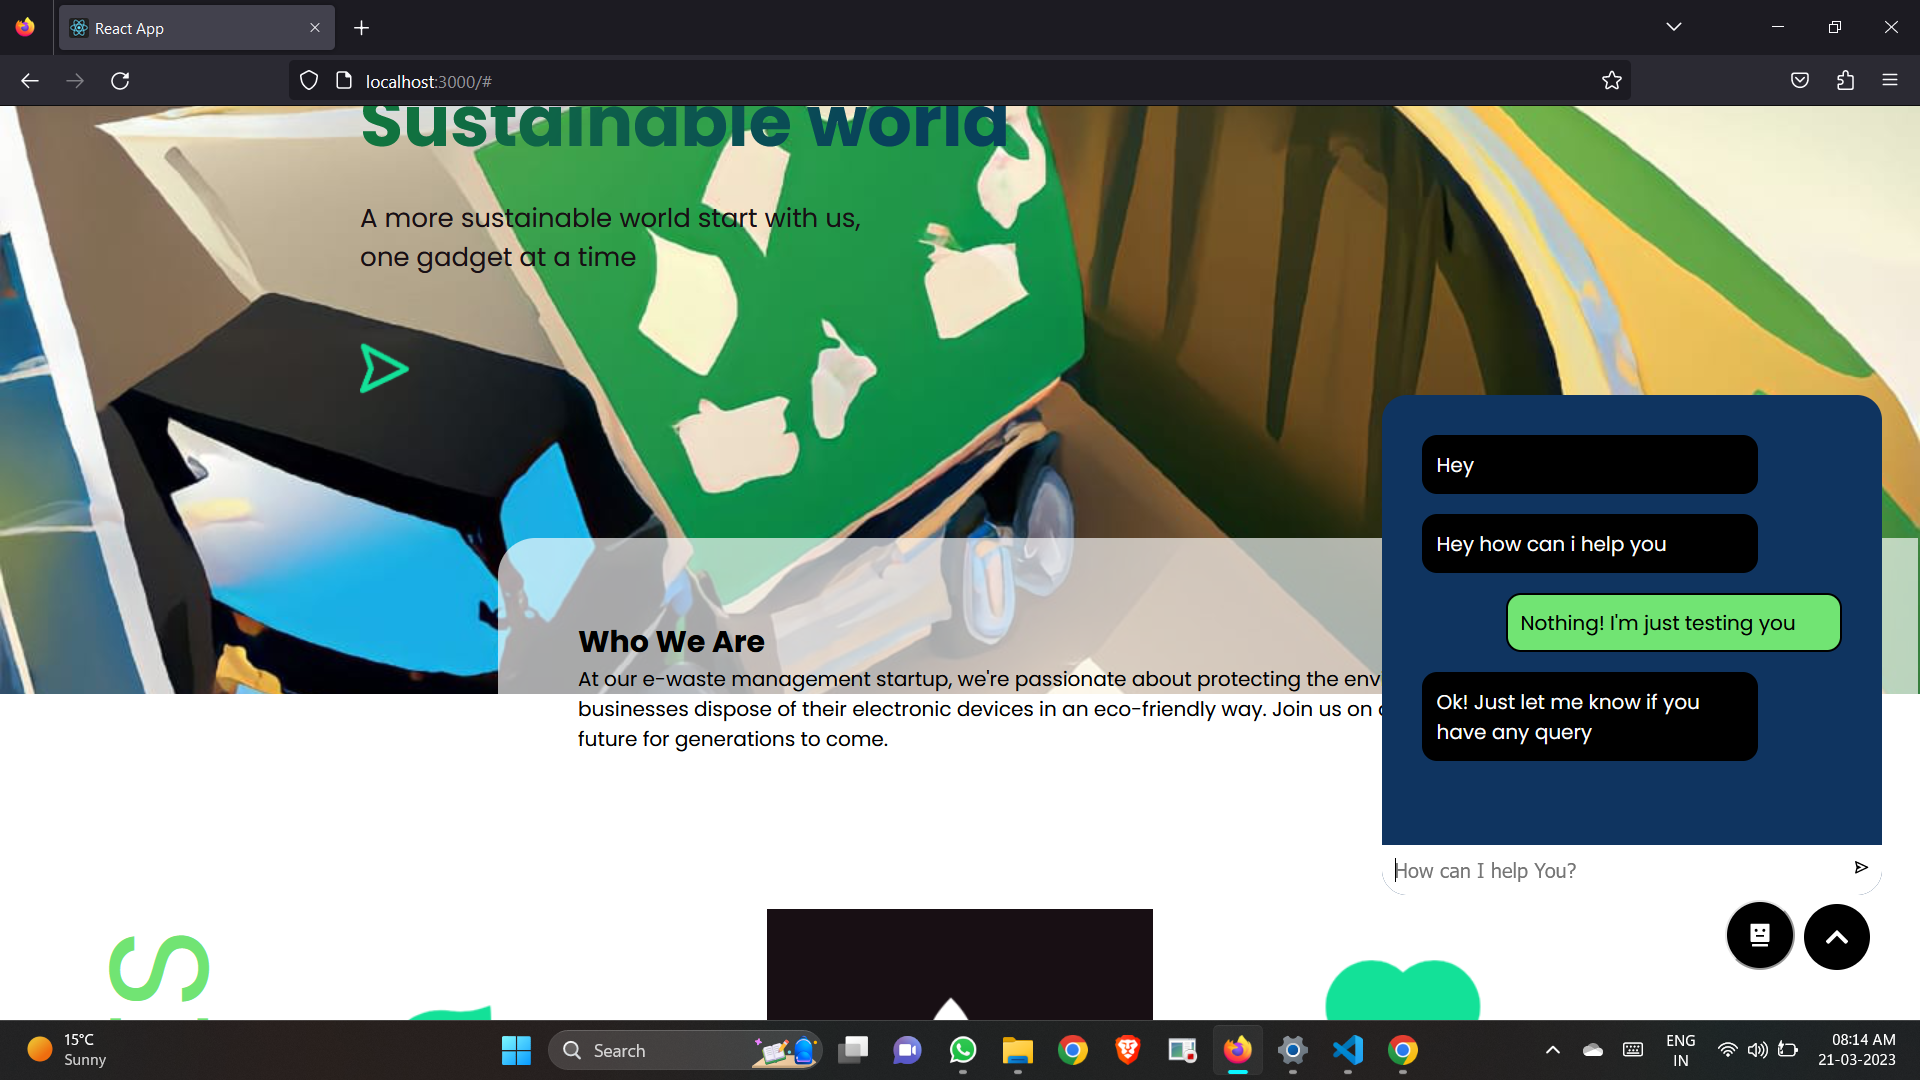 React App
localhost:3000/#
Sustainable world
A more sustainable world start with us,
one gadget at a time
Who We Are
At our e-waste management startup, we're passionate about protecting the env
businesses dispose of their electronic devices in an eco-friendly way. Join us on
future for generations to come.
Hey
Hey how can i help you
Nothing! I'm just testing you
Ok! Just let me know if you
have any query
How can I help You?
S
15°C
Sunny
Search
ENG
IN
08:14 AM
21-03-2023